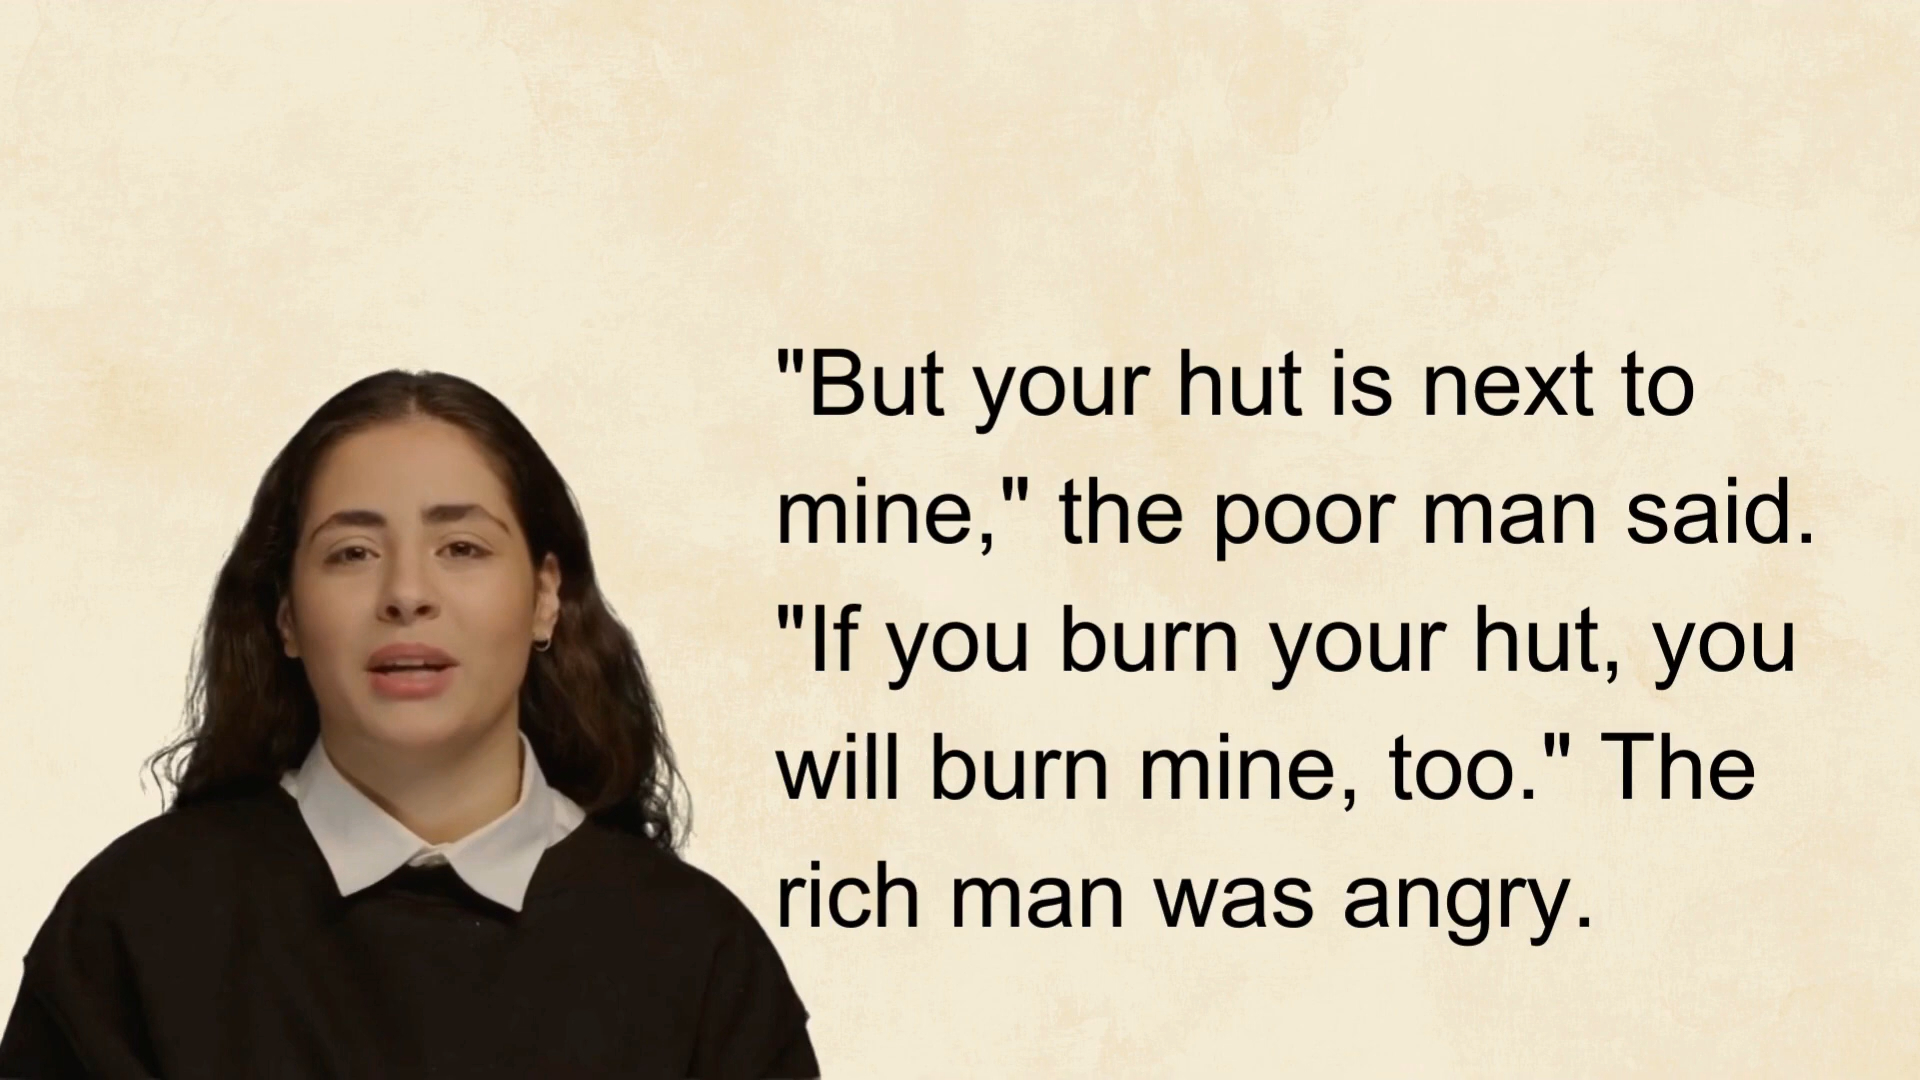 "But your hut is next to
mine," the poor man said.
"If you burn your hut, you
will burn mine, too." The
rich man was angry.